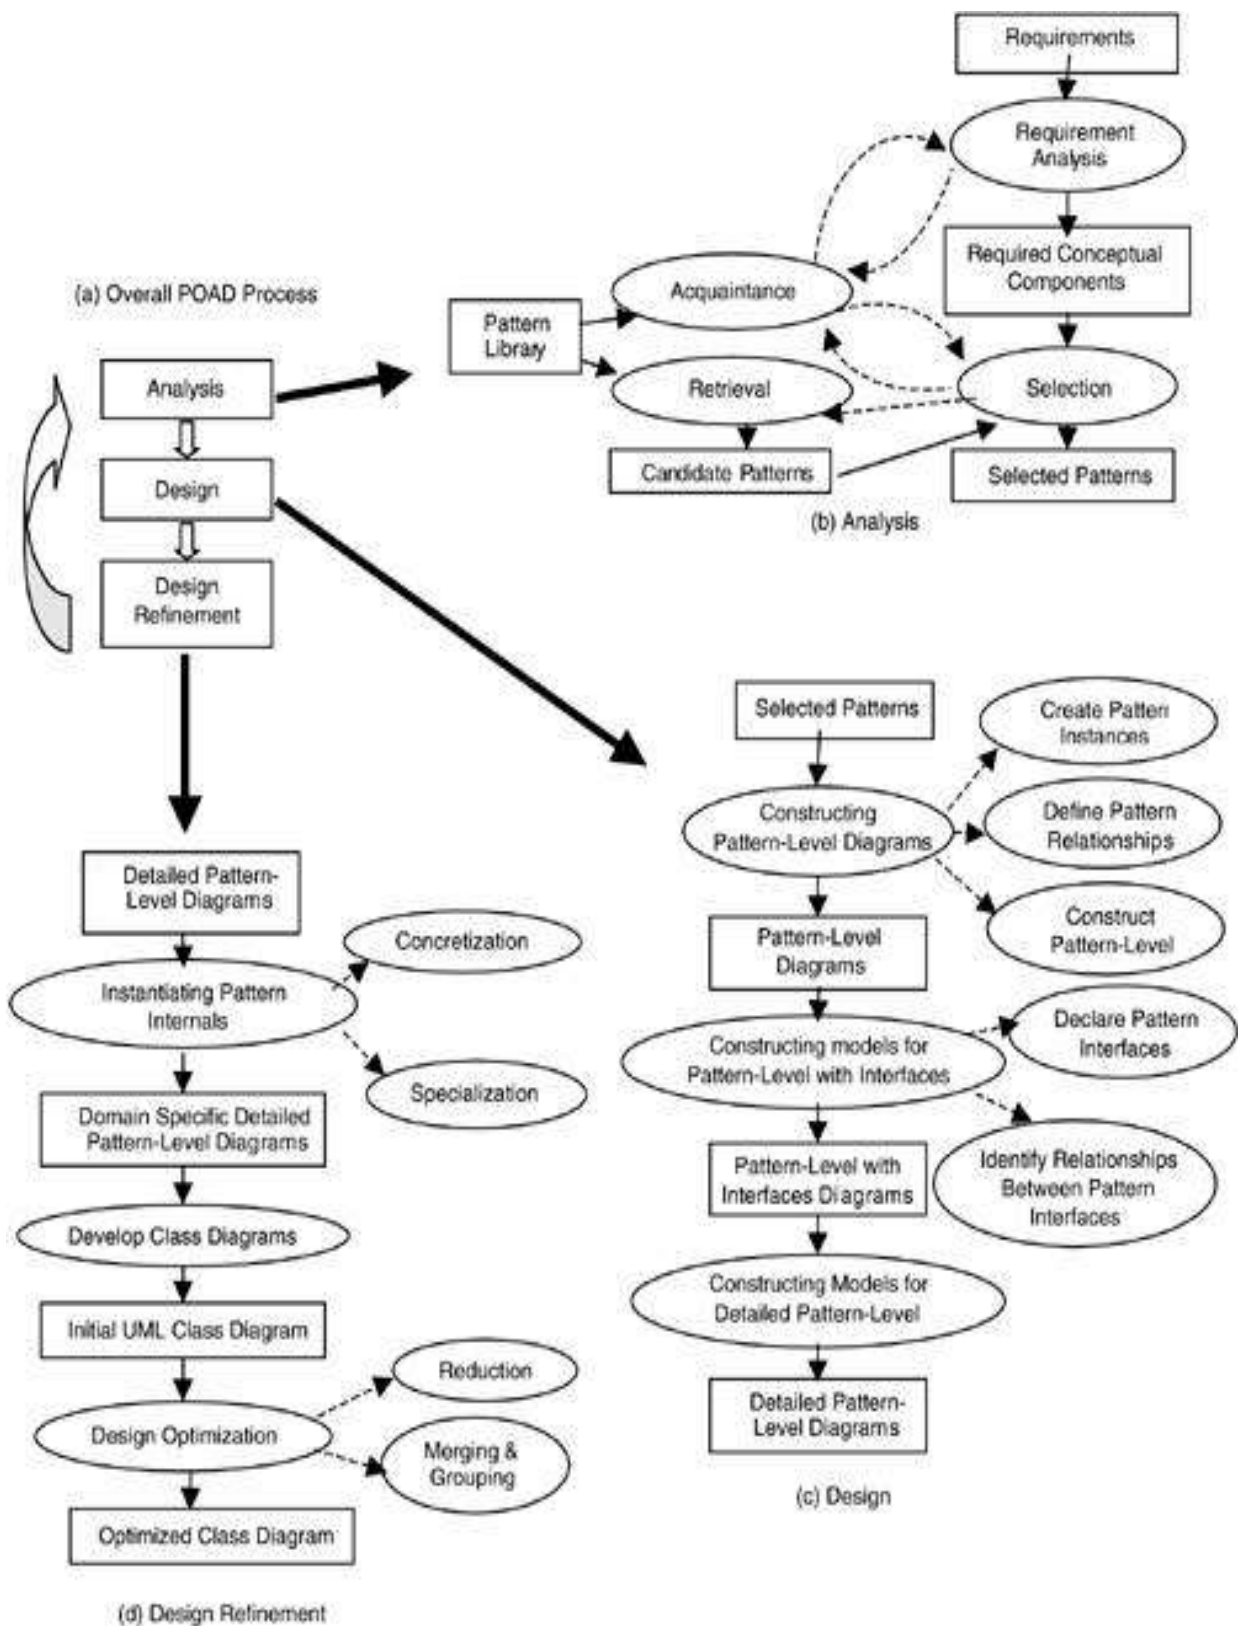 (a) Overall POAD Process
Analysis
Design
Design
Refinement
Requirements
Requirement
Analysis
Required Conceptual
Components
Acquaintance
Pattern
Library
Retrieval
Selection
Candidate Patterns
Selected Patterns
(b) Analysis
Selected Patterns
Create Pattern
Instances
Constructing
Pattern-Level Diagrams
Define Pattern
Relationships
Construct
Pattern-Level
Pattern-Level
Diagrams
Constructing models for
Pattern-Level with Interfaces
Declare Pattern
Interfaces
Pattern-Level with
Interfaces Diagrams
Identify Relationships
Between Pattern
Interfaces
Constructing Models for
Detailed Pattern-Level
Detailed Pattern-
Level Diagrams
(c) Design
Detailed Pattern-
Level Diagrams
Concretization
Instantiating Pattern
Internals
Specialization
Domain Specific Detailed
Pattern-Level Diagrams
Develop Class Diagrams
Initial UML Class Diagram
Reduction
Design Optimization
Merging &
Grouping
Optimized Class Diagram
(d) Design Refinement